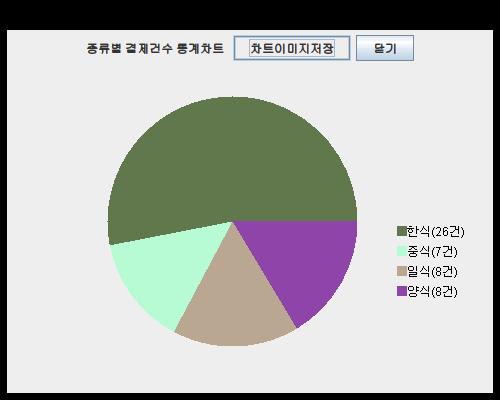 종류별 결제건수 통계차트 차트이미지저장 닫기
한식(26건)
중식(7건)
일식(8건)
양식(8건)